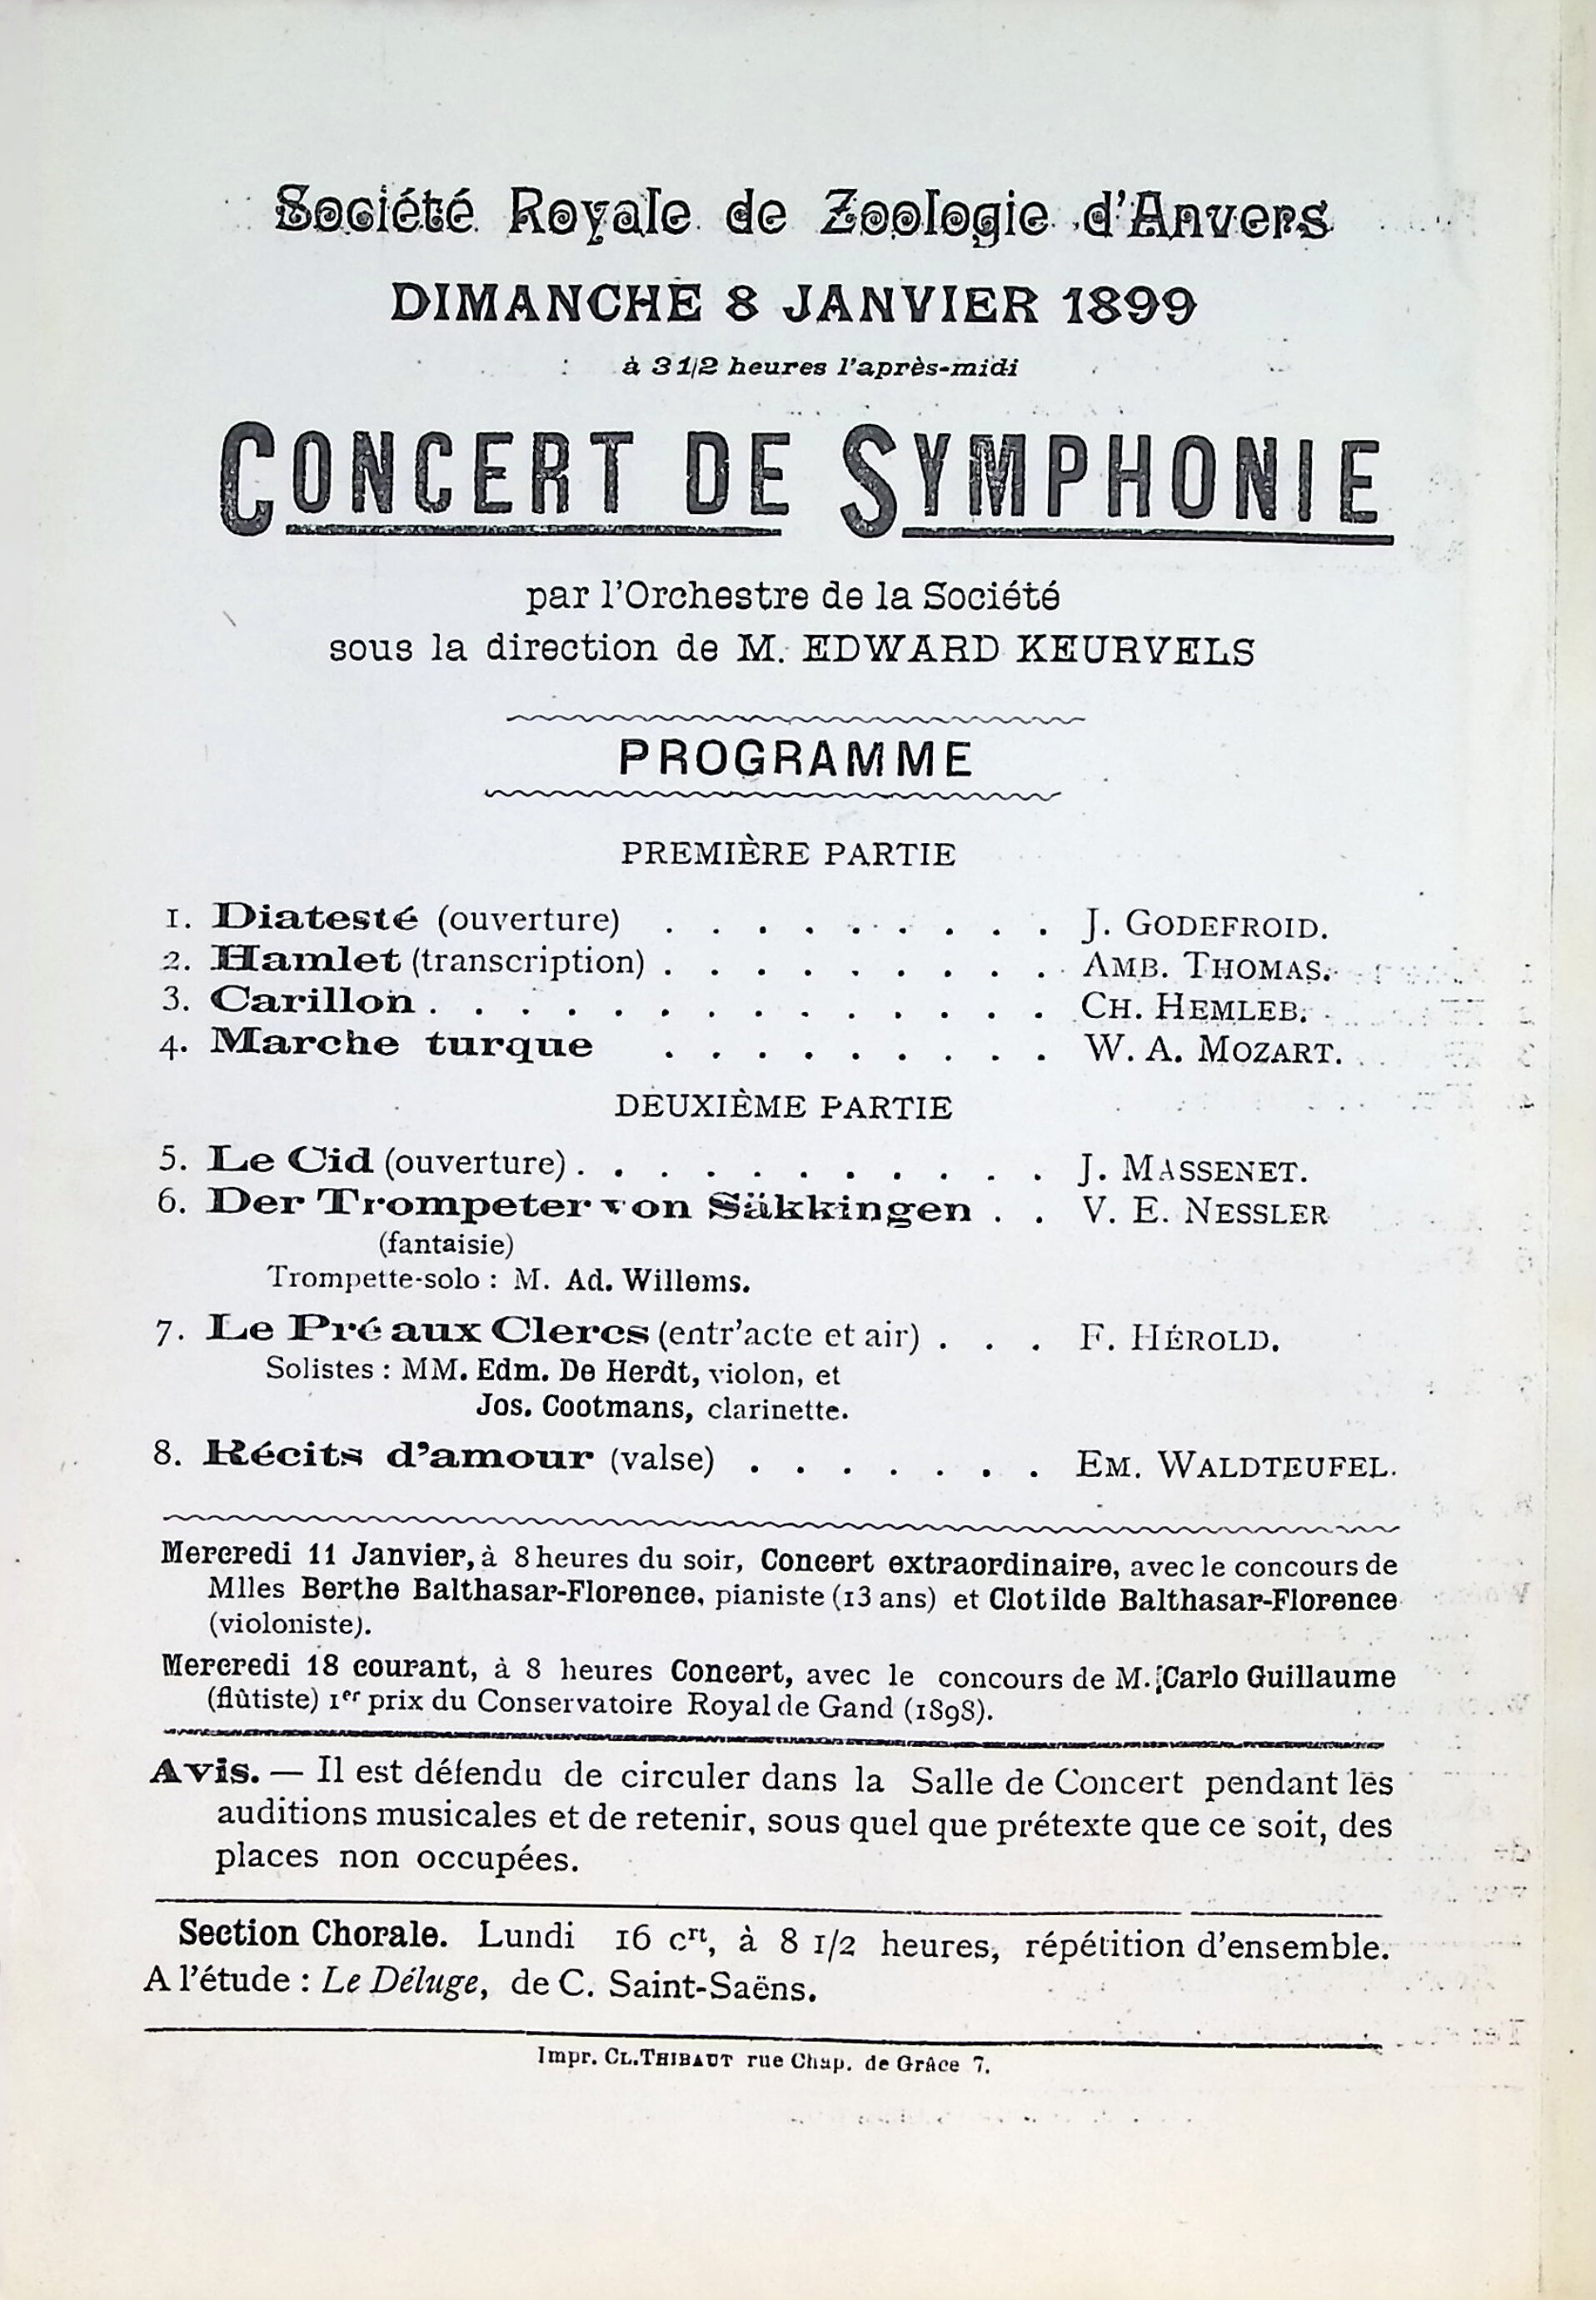 Société Royale de Zoologie d'Anvers
DIMANCHE 8 JANVIER 1899
à 3 1/2 heures l'après-midi
CONCERT DE SYMPHONIE
par l'Orchestre de la Société
sous la direction de M. EDWARD KEURVELS
PROGRAMME
PREMIÈRE PARTIE
1. Diatesté (ouverture) . . . . . . . . . J. GODEFROID.
2. Hamlet (transcription) . . . . . . . . . AMB. THOMAS.
3. Carillon . . . . . . . . . . . . . . CH. HEMLEB.
4. Marche turque . . . . . . . . . W. A. MOZART.
DEUXIÈME PARTIE
5. Le Cid (ouverture) . . . . . . . . . . . J. MASSENET.
6. Der Trompeter von Säkkingen . . V. E. NESSLER
(fantaisie)
Trompette-solo : M. Ad. Willems.
7. Le Pré aux Clercs (entr'acte et air) . . . F. HÉROLD.
Solistes : MM. Edm. De Herdt, violon, et
Jos. Cootmans, clarinette.
8. Récits d'amour (valse) . . . . . . . EM. WALDTEUFEL.
Mercredi 11 Janvier, à 8 heures du soir, Concert extraordinaire, avec le concours de
Mlles Berthe Balthasar-Florence, pianiste (13 ans) et Clotilde Balthasar-Florence
(violoniste).
Mercredi 18 courant, à 8 heures Concert, avec le concours de M. Carlo Guillaume
(flûtiste) 1er prix du Conservatoire Royal de Gand (1898).
Avis. — Il est défendu de circuler dans la Salle de Concert pendant les
auditions musicales et de retenir, sous quel que prétexte que ce soit, des
places non occupées.
Section Chorale. Lundi 16 crt, à 8 1/2 heures, répétition d'ensemble.
A l'étude : Le Déluge, de C. Saint-Saëns.
Impr. CL. THIBAUT rue Chap. de Grâce 7.